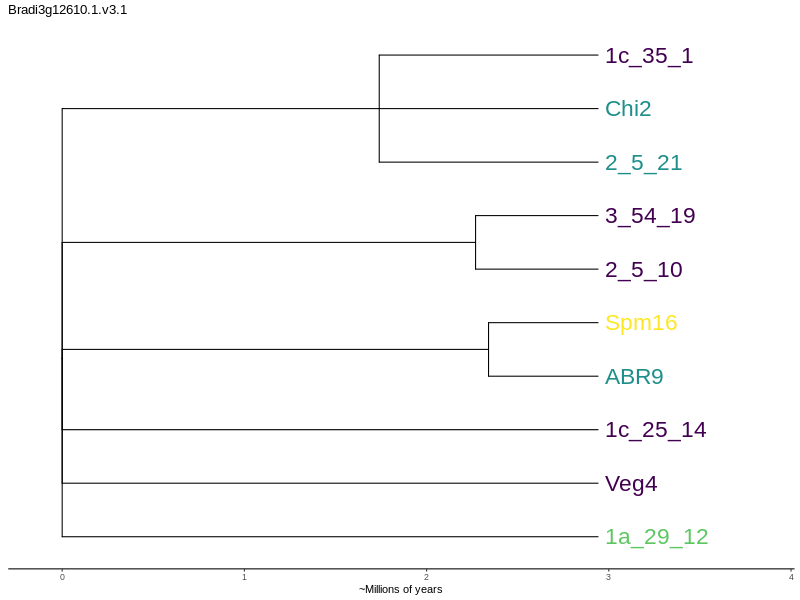 Bradi3g12610.1.v3.1
1c_35_1
Chi2
2_5_21
3_54_19
2_5_10
Spm16
ABR9
1c_25_14
Veg4
1a_29_12
0 1 2 3 4
~Millions of years